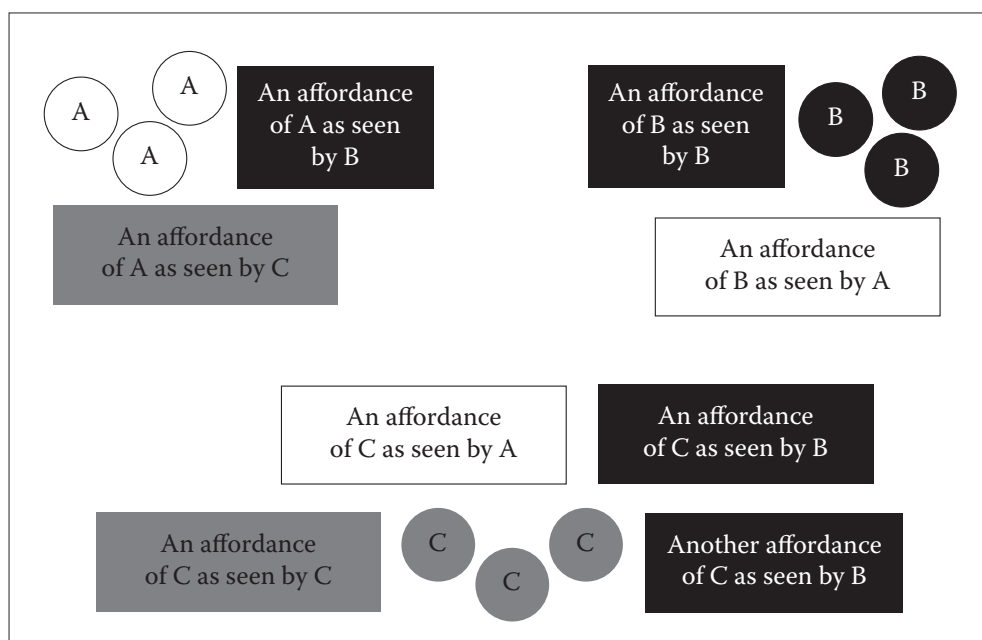 A
A
A
An affordance
of A as seen
by B
An affordance
of A as seen by C
An affordance
of B as seen
by B
B
B
B
An affordance
of B as seen by A
An affordance
of C as seen by A
An affordance
of C as seen by B
An affordance
of C as seen by C
C
C
C
Another affordance
of C as seen by B